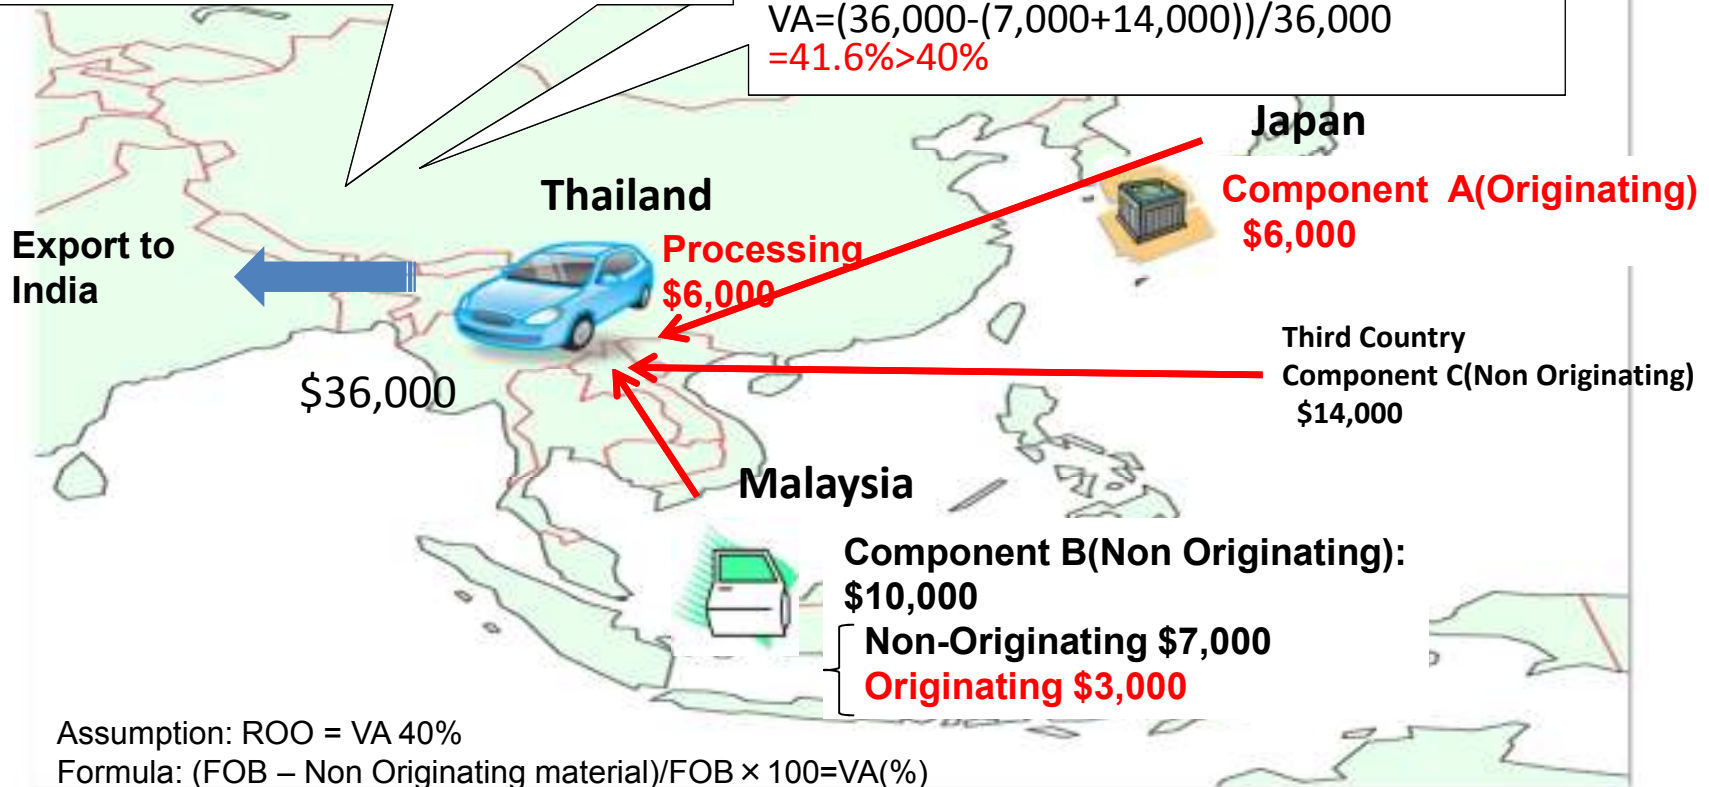 VA=(36,000-(7,000+14,000))/36,000
=41.6%>40%
Japan
Component A(Originating)
$6,000
Thailand
Processing
$6,000
Export to
India
$36,000
Third Country
Component C(Non Originating)
$14,000
Malaysia
Component B(Non Originating):
$10,000
Non-Originating $7,000
Originating $3,000
Assumption: ROO = VA 40%
Formula: (FOB – Non Originating material)/FOB × 100=VA(%)